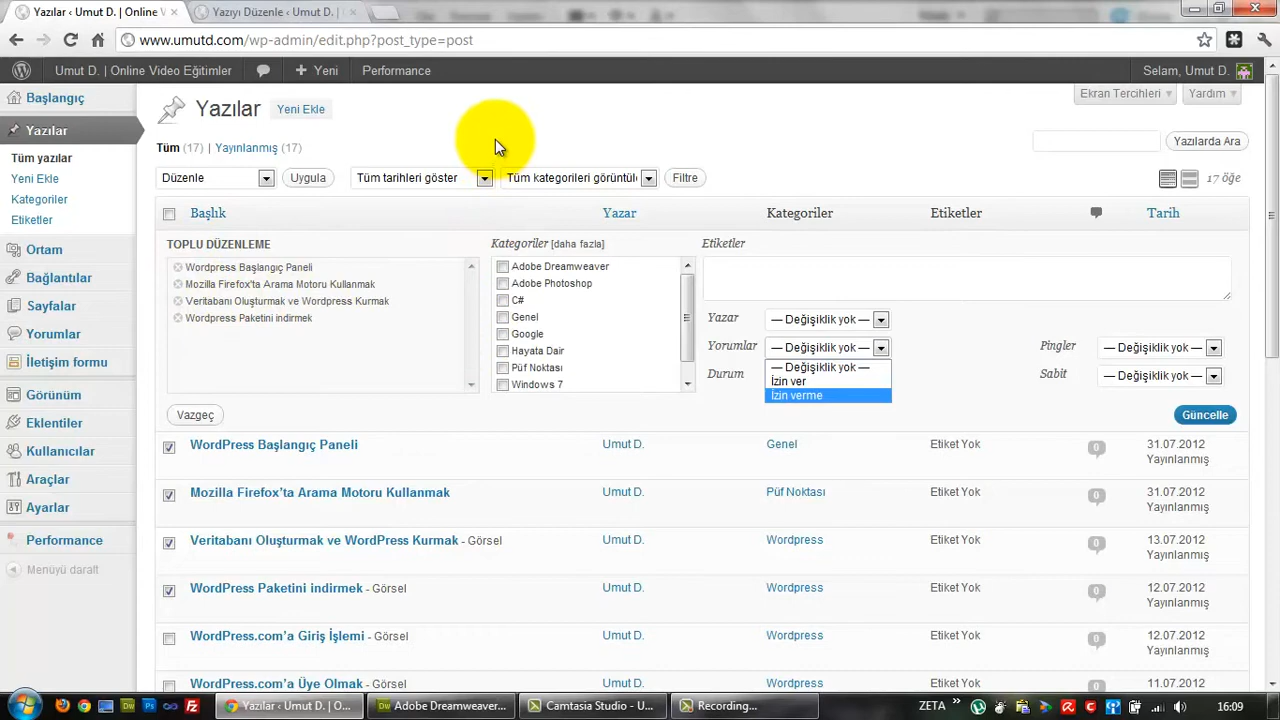 Yazılar ‹ Umut D. | Online V
Yazıyı Düzenle ‹ Umut D. | O
www.umutd.com/wp-admin/edit.php?post_type=post
Umut D. | Online Video Eğitimler
Yeni
Performance
Selam, Umut D.
Başlangıç
Yazılar
Tüm yazılar
Yeni Ekle
Kategoriler
Etiketler
Ortam
Bağlantılar
Sayfalar
Yorumlar
İletişim formu
Görünüm
Eklentiler
Kullanıcılar
Araçlar
Ayarlar
Performance
Menüyü daralt
Ekran Tercihleri
Yardım
Yazılar
Yeni Ekle
Tüm (17) | Yayınlanmış (17)
Yazılarda Ara
Düzenle
Uygula
Tüm tarihleri göster
Tüm kategorileri görüntüle
Filtre
17 öğe
Başlık Yazar Kategoriler Etiketler Tarih
TOPLU DÜZENLEME
Wordpress Başlangıç Paneli
Mozilla Firefox'ta Arama Motoru Kullanmak
Veritabanı Oluşturmak ve Wordpress Kurmak
Wordpress Paketini indirmek
Kategoriler [daha fazla]
Adobe Dreamweaver
Adobe Photoshop
C#
Genel
Google
Hayata Dair
Püf Noktası
Windows 7
Etiketler
Yazar — Değişiklik yok —
Yorumlar — Değişiklik yok —
— Değişiklik yok —
İzin ver
İzin verme
Durum
Pingler — Değişiklik yok —
Sabit — Değişiklik yok —
Vazgeç
Güncelle
WordPress Başlangıç Paneli Umut D. Genel Etiket Yok 0 31.07.2012
Yayınlanmış
Mozilla Firefox'ta Arama Motoru Kullanmak Umut D. Püf Noktası Etiket Yok 0 31.07.2012
Yayınlanmış
Veritabanı Oluşturmak ve WordPress Kurmak - Görsel Umut D. Wordpress Etiket Yok 0 13.07.2012
Yayınlanmış
WordPress Paketini indirmek - Görsel Umut D. Wordpress Etiket Yok 0 12.07.2012
Yayınlanmış
WordPress.com'a Giriş İşlemi - Görsel Umut D. Wordpress Etiket Yok 0 12.07.2012
Yayınlanmış
WordPress.com'a Üye Olmak - Görsel Umut D. Wordpress Etiket Yok 0 11.07.2012
Yazılar ‹ Umut D. | O...
Adobe Dreamweaver...
Camtasia Studio - U...
Recording...
ZETA
16:09